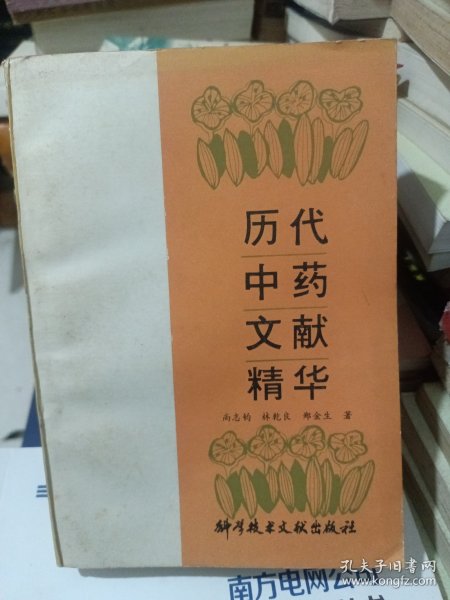 历代
中药
文献
精华
尚志钧 林乾良 郑金生 著
科学技术文献出版社
南方电网公司
孔夫子旧书网
www.kongfz.com